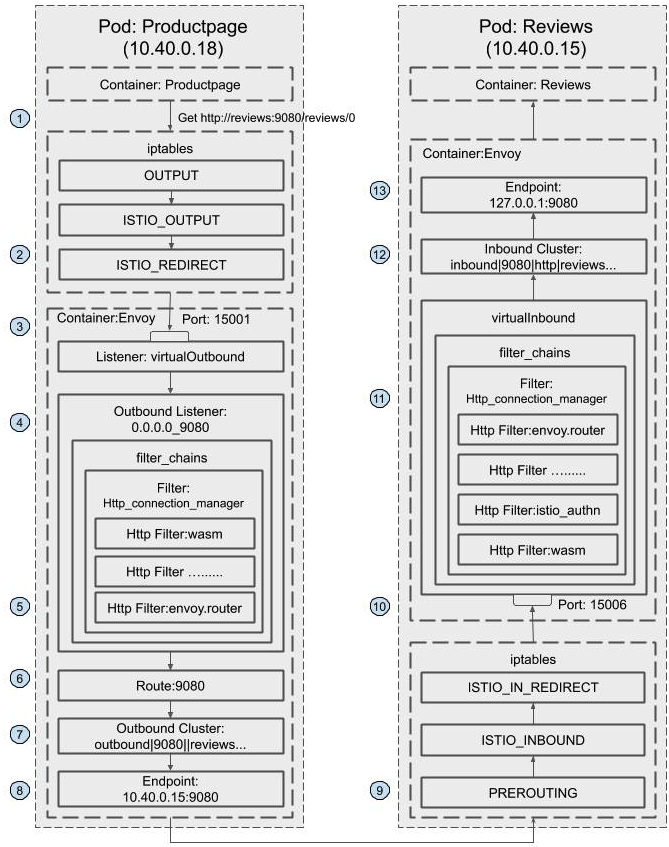 Pod: Productpage
(10.40.0.18)
Container: Productpage
1
Get http://reviews:9080/reviews/0
iptables
OUTPUT
ISTIO_OUTPUT
2
ISTIO_REDIRECT
3
Container:Envoy
Port: 15001
Listener: virtualOutbound
4
Outbound Listener:
0.0.0.0_9080
filter_chains
Filter:
Http_connection_manager
Http Filter:wasm
Http Filter …......
5
Http Filter:envoy.router
6
Route:9080
7
Outbound Cluster:
outbound|9080||reviews...
8
Endpoint:
10.40.0.15:9080
Pod: Reviews
(10.40.0.15)
Container: Reviews
Container:Envoy
13
Endpoint:
127.0.0.1:9080
12
Inbound Cluster:
inbound|9080|http|reviews...
virtualInbound
filter_chains
11
Filter:
Http_connection_manager
Http Filter:envoy.router
Http Filter …......
Http Filter:istio_authn
Http Filter:wasm
10
Port: 15006
iptables
ISTIO_IN_REDIRECT
ISTIO_INBOUND
9
PREROUTING